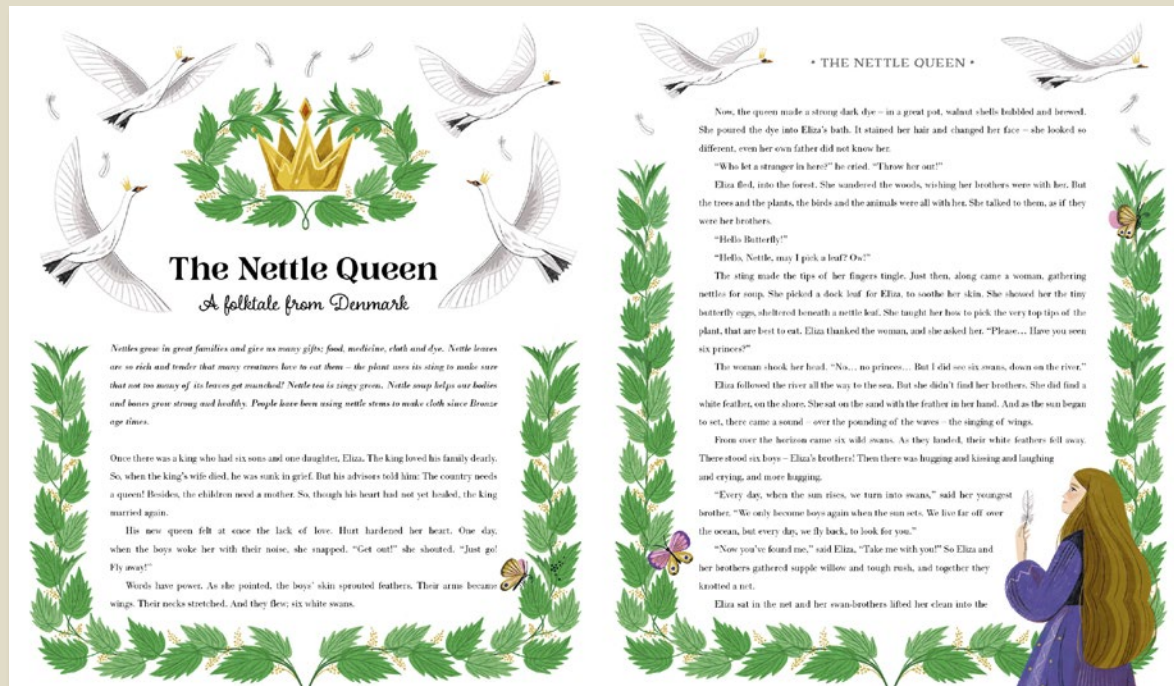 The Nettle Queen
A folktale from Denmark
Nettles grow in great families and give us many gifts; food, medicine, cloth and dye. Nettle leaves
are so rich and tender that many creatures love to eat them – the plant uses its sting to make sure
that not too many of its leaves get munched! Nettle tea is zingy green. Nettle soup helps our bodies
and bones grow strong and healthy. People have been using nettle stems to make cloth since Bronze
age times.
Once there was a king who had six sons and one daughter, Eliza. The king loved his family dearly.
So, when the king's wife died, he was sunk in grief. But his advisors told him: The country needs
a queen! Besides, the children need a mother. So, though his heart had not yet healed, the king
married again.
His new queen felt at once the lack of love. Hurt hardened her heart. One day,
when the boys woke her with their noise, she snapped. “Get out!” she shouted. “Just go!
Fly away!”
Words have power. As she pointed, the boys' skin sprouted feathers. Their arms became
wings. Their necks stretched. And they flew; six white swans.
• THE NETTLE QUEEN •
Now, the queen made a strong dark dye – in a great pot, walnut shells bubbled and brewed.
She poured the dye into Eliza's bath. It stained her hair and changed her face – she looked so
different, even her own father did not know her.
“Who let a stranger in here?” he cried. “Throw her out!”
Eliza fled, into the forest. She wandered the woods, wishing her brothers were with her. But
the trees and the plants, the birds and the animals were all with her. She talked to them, as if they
were her brothers.
“Hello Butterfly!”
“Hello, Nettle, may I pick a leaf? Ow!”
The sting made the tips of her fingers tingle. Just then, along came a woman, gathering
nettles for soup. She picked a dock leaf for Eliza, to soothe her skin. She showed her the tiny
butterfly eggs, sheltered beneath a nettle leaf. She taught her how to pick the very top tips of the
plant, that are best to eat. Eliza thanked the woman, and she asked her. “Please… Have you seen
six princes?”
The woman shook her head. “No… no princes… But I did see six swans, down on the river.”
Eliza followed the river all the way to the sea. But she didn't find her brothers. She did find a
white feather, on the shore. She sat on the sand with the feather in her hand. And as the sun began
to set, there came a sound – over the pounding of the waves – the singing of wings.
From over the horizon came six wild swans. As they landed, their white feathers fell away.
There stood six boys – Eliza's brothers! Then there was hugging and kissing and laughing
and crying, and more hugging.
“Every day, when the sun rises, we turn into swans,” said her youngest
brother. “We only become boys again when the sun sets. We live far off over
the ocean, but every day, we fly back, to look for you.”
“Now you've found me,” said Eliza, “Take me with you!” So Eliza and
her brothers gathered supple willow and tough rush, and together they
knotted a net.
Eliza sat in the net and her swan-brothers lifted her clean into the